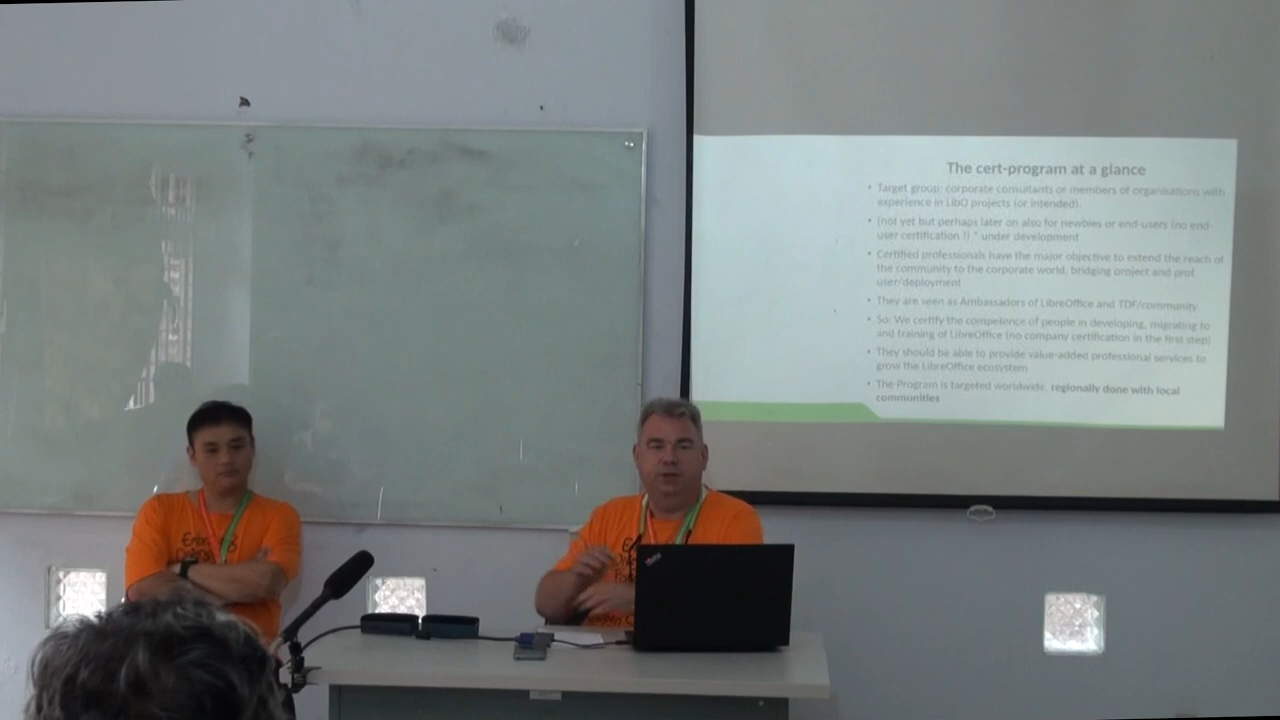 The cert-program at a glance
• Target group: corporate consultants or members of organisations with
experience in LibO projects (or intended).
• (not yet but perhaps later on also for newbies or end-users (no end-
user certification !) * under development
• Certified professionals have the major objective to extend the reach of
the community to the corporate world, bridging project and prof.
user/deployment
• They are seen as Ambassadors of LibreOffice and TDF/community
• So: We certify the competence of people in developing, migrating to
and training of LibreOffice (no company certification in the first step)
• They should be able to provide value-added professional services to
grow the LibreOffice ecosystem
• The Program is targeted worldwide, regionally done with local
communities